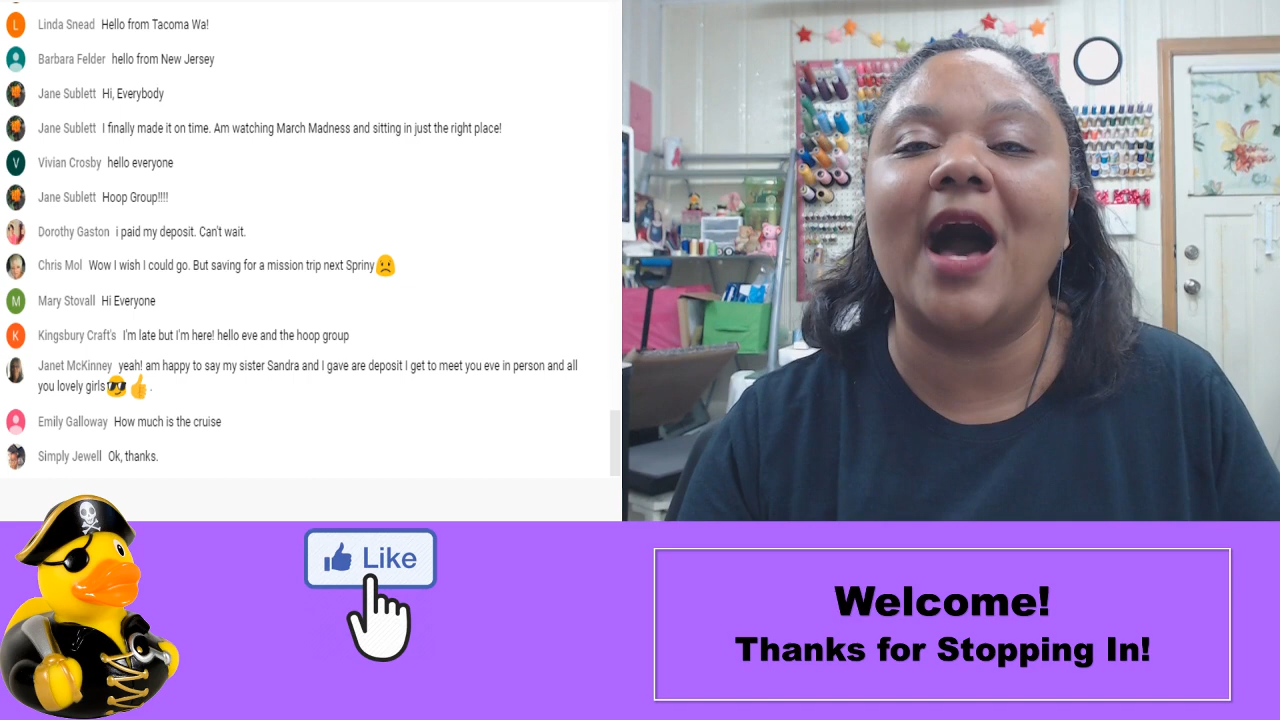 L Linda Snead Hello from Tacoma Wa!
Barbara Felder hello from New Jersey
Jane Sublett Hi, Everybody
Jane Sublett I finally made it on time. Am watching March Madness and sitting in just the right place!
V Vivian Crosby hello everyone
Jane Sublett Hoop Group!!!!
Dorothy Gaston i paid my deposit. Can't wait.
Chris Mol Wow I wish I could go. But saving for a mission trip next Spriny
M Mary Stovall Hi Everyone
K Kingsbury Craft's I'm late but I'm here! hello eve and the hoop group
Janet McKinney yeah! am happy to say my sister Sandra and I gave are deposit I get to meet you eve in person and all
you lovely girls .
Emily Galloway How much is the cruise
Simply Jewell Ok, thanks.
Like
Welcome!
Thanks for Stopping In!